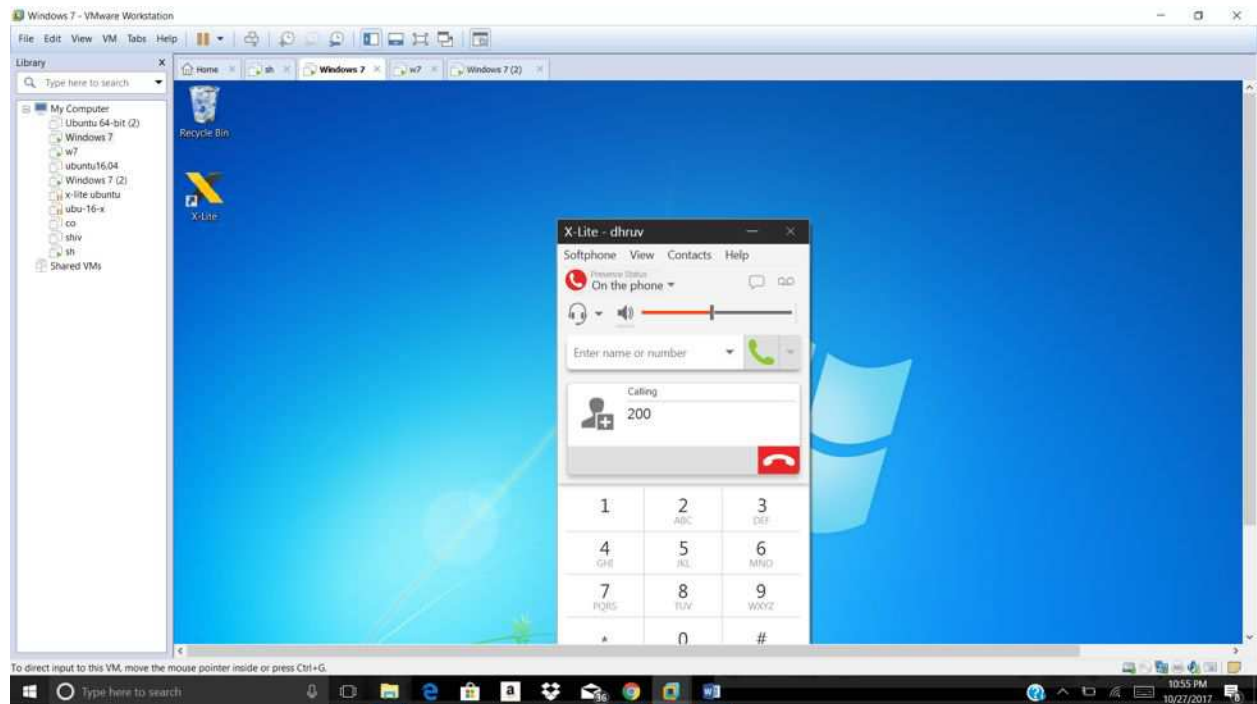 Windows 7 - VMware Workstation
File Edit View VM Tabs Help
Library x
Type here to search
My Computer
Ubuntu 64-bit (2)
Windows 7
w7
ubuntu16.04
Windows 7 (2)
x-lite ubuntu
ubu-16-x
co
shiv
sh
Shared VMs
Home sh Windows 7 w7 Windows 7 (2)
Recycle Bin
X-Lite
X-Lite - dhruv
Softphone View Contacts Help
Presence Status
On the phone
Enter name or number
Calling
200
1 2 3
ABC DEF
4 5 6
GHI JKL MNO
7 8 9
PQRS TUV WXYZ
* 0 #
To direct input to this VM, move the mouse pointer inside or press Ctrl+G.
Type here to search
a
36
10:55 PM
10/27/2017
8